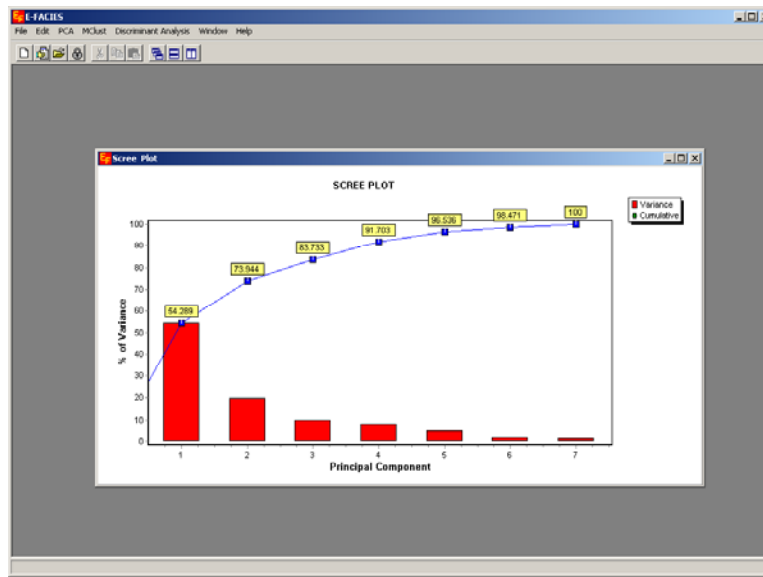 E-FACIES
File Edit PCA MClust Discriminant Analysis Window Help
Scree Plot
SCREE PLOT
Variance
Cumulative
% of Variance
100
90
80
70
60
50
40
30
20
10
0
54.289
73.944
83.733
91.703
96.536
98.471
100
1 2 3 4 5 6 7
Principal Component